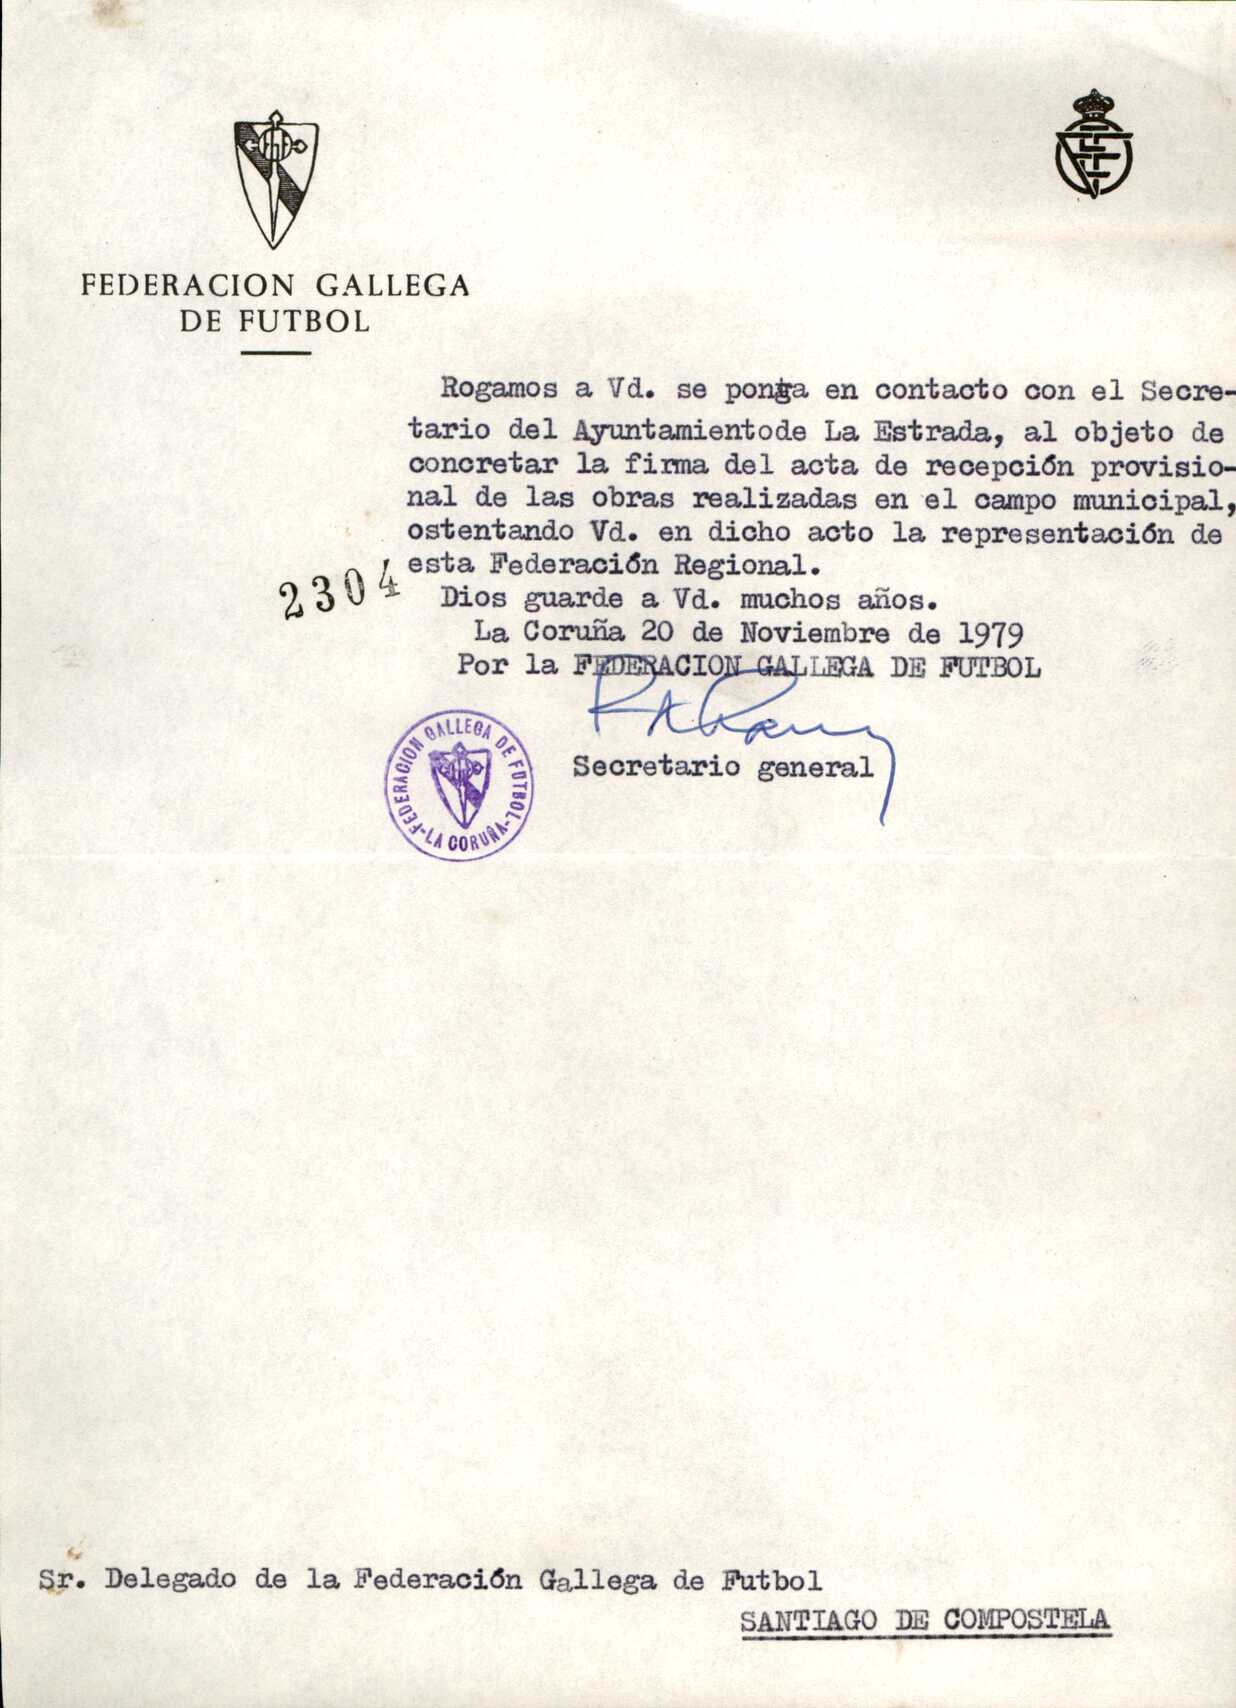 FEDERACION GALLEGA
DE FUTBOL
Rogamos a Vd. se ponga en contacto con el Secre-
tario del Ayuntamientode La Estrada, al objeto de
concretar la firma del acta de recepción provisio-
nal de las obras realizadas en el campo municipal,
ostentando Vd. en dicho acto la representación de
esta Federación Regional.
2304
Dios guarde a Vd. muchos años.
La Coruña 20 de Noviembre de 1979
Por la FEDERACION GALLEGA DE FUTBOL
Secretario general
FEDERACION GALLEGA DE FUTBOL
-LA CORUÑA-
Sr. Delegado de la Federación Gallega de Futbol
SANTIAGO DE COMPOSTELA